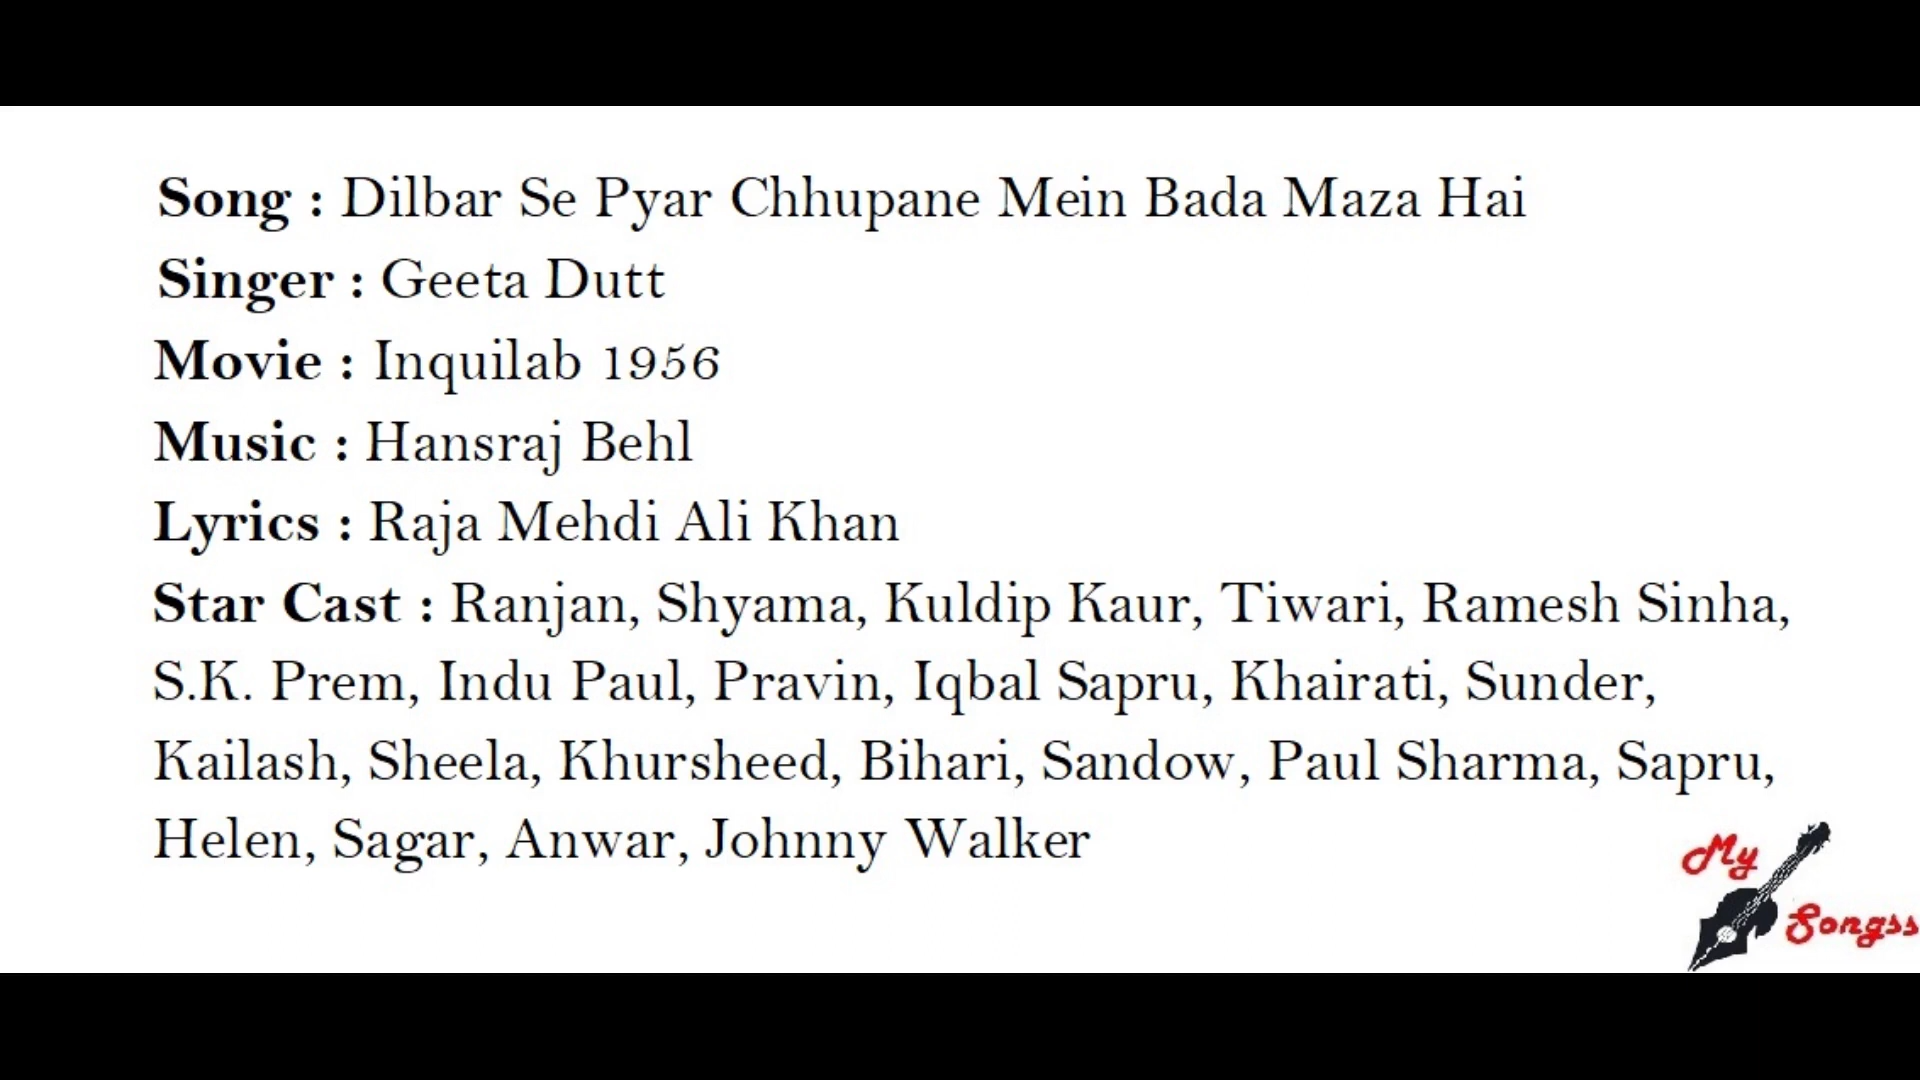 Song : Dilbar Se Pyar Chhupane Mein Bada Maza Hai
Singer : Geeta Dutt
Movie : Inquilab 1956
Music : Hansraj Behl
Lyrics : Raja Mehdi Ali Khan
Star Cast : Ranjan, Shyama, Kuldip Kaur, Tiwari, Ramesh Sinha,
S.K. Prem, Indu Paul, Pravin, Iqbal Sapru, Khairati, Sunder,
Kailash, Sheela, Khursheed, Bihari, Sandow, Paul Sharma, Sapru,
Helen, Sagar, Anwar, Johnny Walker
My
Songss